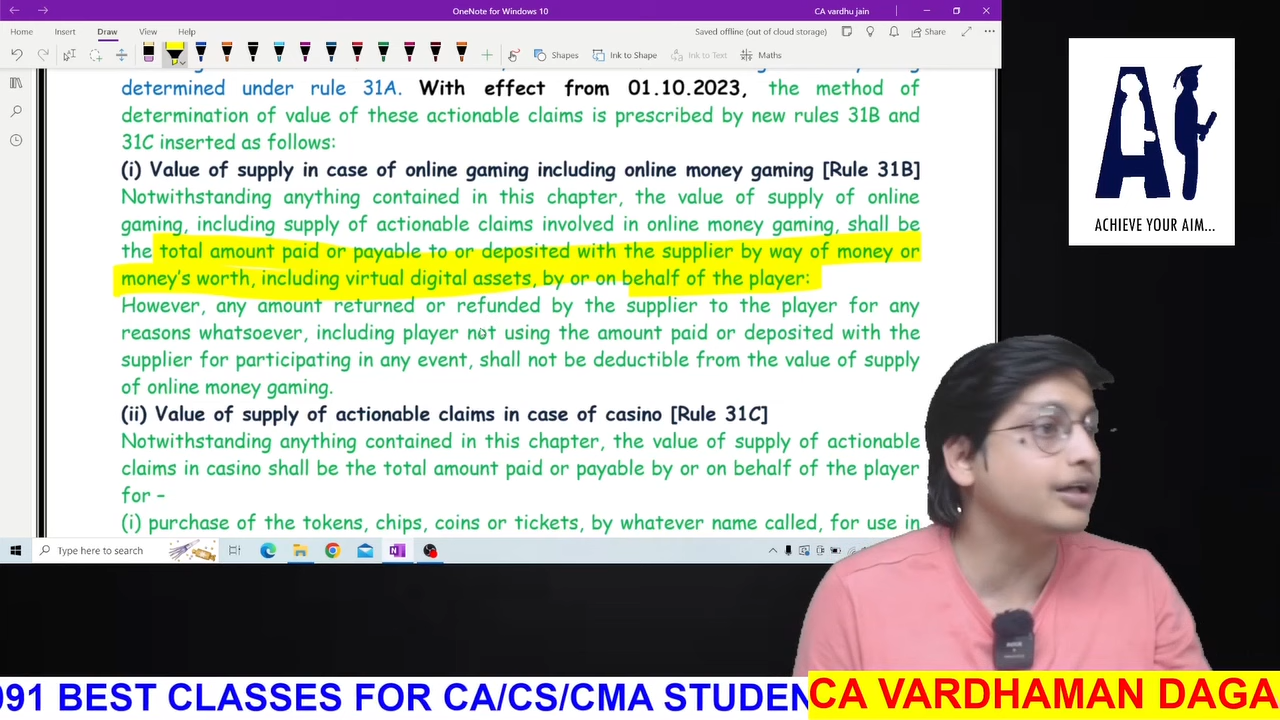 OneNote for Windows 10
CA vardhu jain
Home Insert Draw View Help
Saved offline (out of cloud storage)
Share
Shapes
Ink to Shape
Ink to Text
Maths
determined under rule 31A. With effect from 01.10.2023, the method of
determination of value of these actionable claims is prescribed by new rules 31B and
31C inserted as follows:
(i) Value of supply in case of online gaming including online money gaming [Rule 31B]
Notwithstanding anything contained in this chapter, the value of supply of online
gaming, including supply of actionable claims involved in online money gaming, shall be
the total amount paid or payable to or deposited with the supplier by way of money or
money's worth, including virtual digital assets, by or on behalf of the player:
However, any amount returned or refunded by the supplier to the player for any
reasons whatsoever, including player not using the amount paid or deposited with the
supplier for participating in any event, shall not be deductible from the value of supply
of online money gaming.
(ii) Value of supply of actionable claims in case of casino [Rule 31C]
Notwithstanding anything contained in this chapter, the value of supply of actionable
claims in casino shall be the total amount paid or payable by or on behalf of the player
for –
(i) purchase of the tokens, chips, coins or tickets, by whatever name called, for use in
Type here to search
AI
ACHIEVE YOUR AIM...
091 BEST CLASSES FOR CA/CS/CMA STUDEN
CA VARDHAMAN DAGA